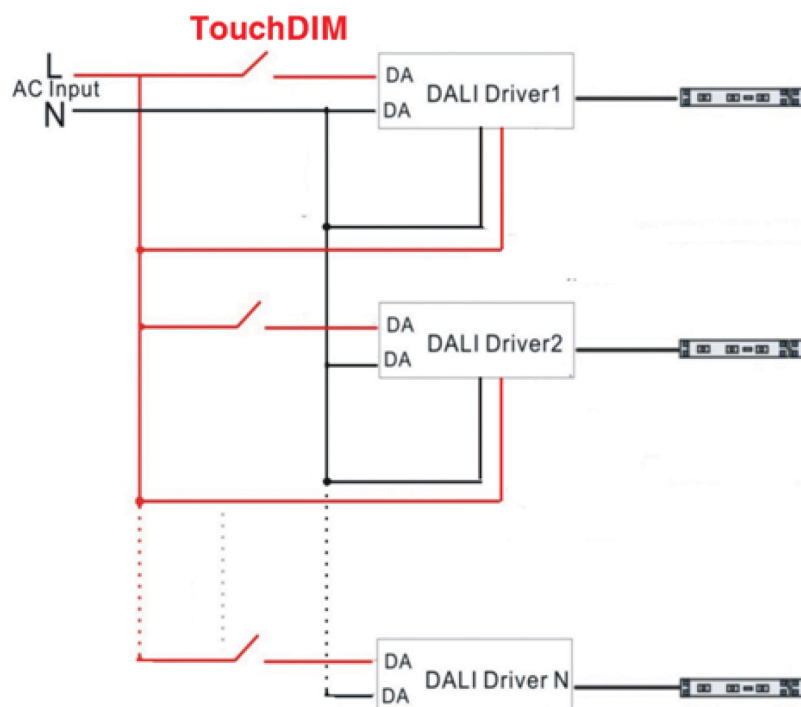 TouchDIM
L
AC Input
N
DA
DA
DALI Driver1
DA
DA
DALI Driver2
DA
DA
DALI Driver N